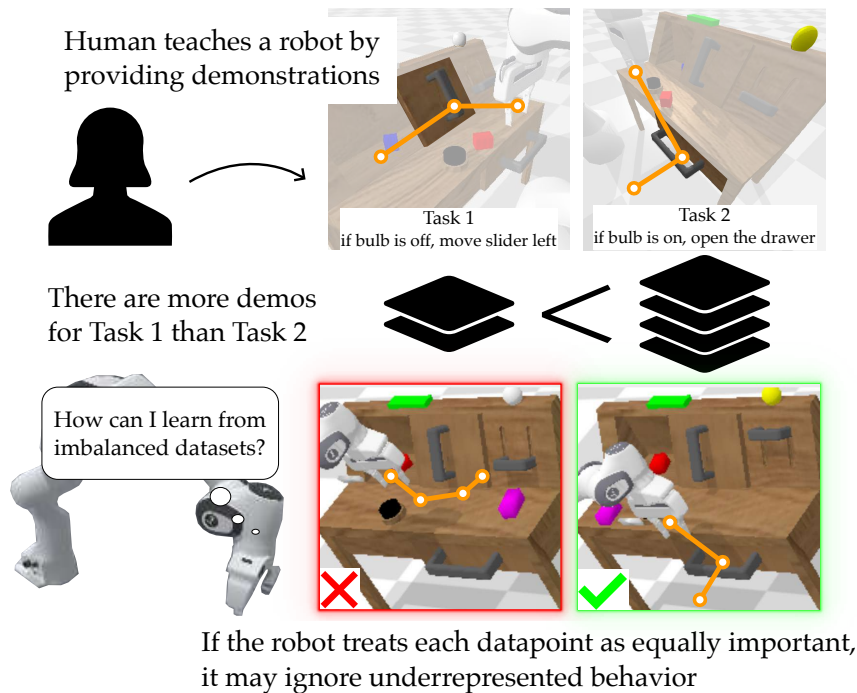 Human teaches a robot by
providing demonstrations
Task 1
if bulb is off, move slider left
Task 2
if bulb is on, open the drawer
There are more demos
for Task 1 than Task 2
How can I learn from
imbalanced datasets?
If the robot treats each datapoint as equally important,
it may ignore underrepresented behavior